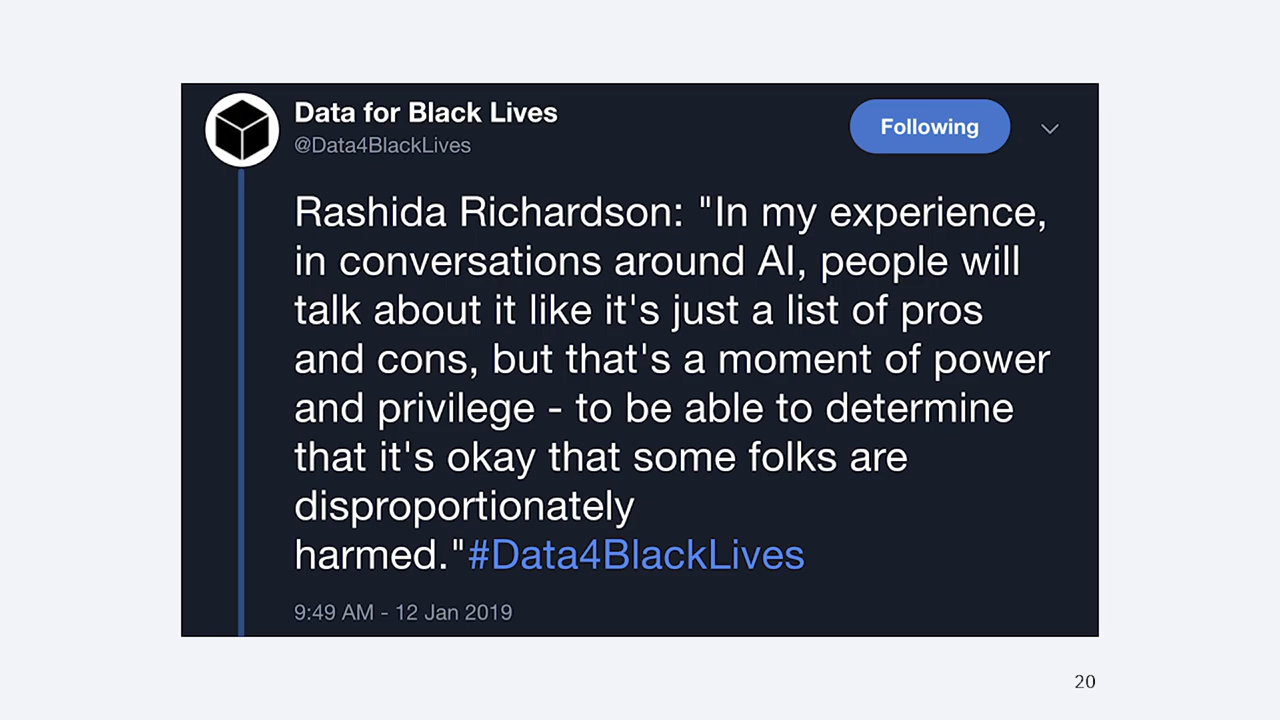 Data for Black Lives
@Data4BlackLives
Following
Rashida Richardson: "In my experience,
in conversations around AI, people will
talk about it like it's just a list of pros
and cons, but that's a moment of power
and privilege - to be able to determine
that it's okay that some folks are
disproportionately
harmed."#Data4BlackLives
9:49 AM - 12 Jan 2019
20